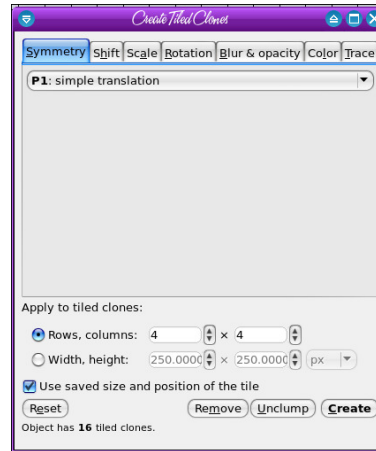 Create Tiled Clones
Symmetry Shift Scale Rotation Blur & opacity Color Trace
P1: simple translation
Apply to tiled clones:
Rows, columns: 4 × 4
Width, height: 250.0000 × 250.0000 px
Use saved size and position of the tile
Reset Remove Unclump Create
Object has 16 tiled clones.